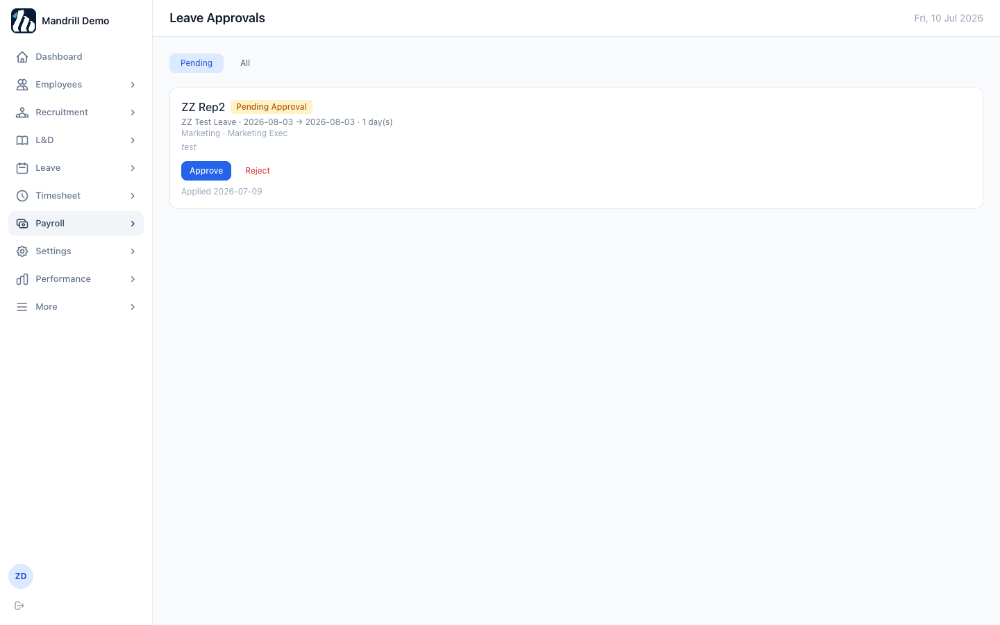 Mandrill Demo
Dashboard
Employees
Recruitment
L&D
Leave
Timesheet
Payroll
Settings
Performance
More
ZD
Leave Approvals
Fri, 10 Jul 2026
Pending
All
ZZ Rep2
Pending Approval
ZZ Test Leave · 2026-08-03 → 2026-08-03 · 1 day(s)
Marketing · Marketing Exec
test
Approve
Reject
Applied 2026-07-09